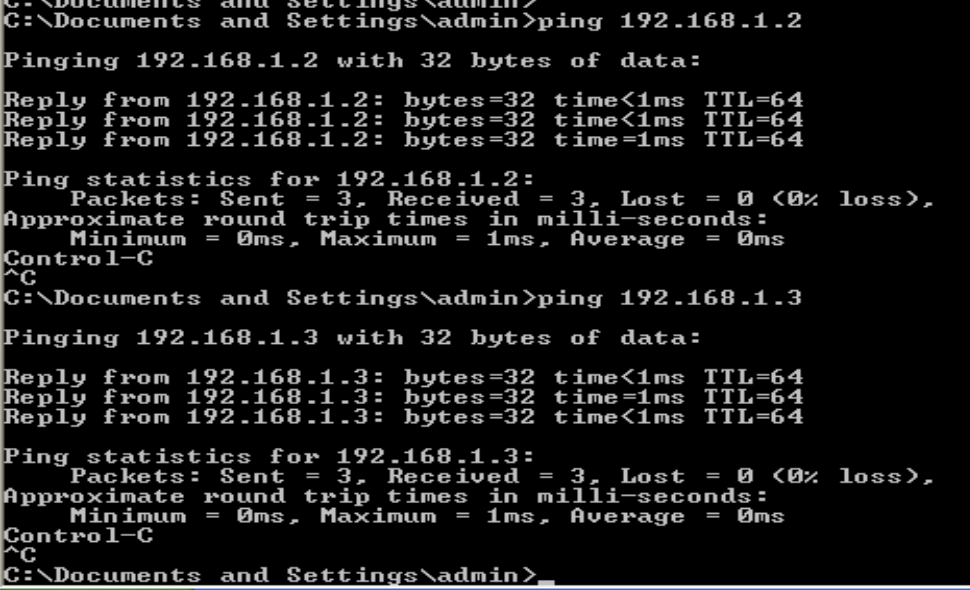 C:\Documents and Settings\admin>
C:\Documents and Settings\admin>ping 192.168.1.2
Pinging 192.168.1.2 with 32 bytes of data:
Reply from 192.168.1.2: bytes=32 time<1ms TTL=64
Reply from 192.168.1.2: bytes=32 time<1ms TTL=64
Reply from 192.168.1.2: bytes=32 time=1ms TTL=64
Ping statistics for 192.168.1.2:
    Packets: Sent = 3, Received = 3, Lost = 0 (0% loss),
Approximate round trip times in milli-seconds:
    Minimum = 0ms, Maximum = 1ms, Average = 0ms
Control-C
^C
C:\Documents and Settings\admin>ping 192.168.1.3
Pinging 192.168.1.3 with 32 bytes of data:
Reply from 192.168.1.3: bytes=32 time<1ms TTL=64
Reply from 192.168.1.3: bytes=32 time=1ms TTL=64
Reply from 192.168.1.3: bytes=32 time<1ms TTL=64
Ping statistics for 192.168.1.3:
    Packets: Sent = 3, Received = 3, Lost = 0 (0% loss),
Approximate round trip times in milli-seconds:
    Minimum = 0ms, Maximum = 1ms, Average = 0ms
Control-C
^C
C:\Documents and Settings\admin>_